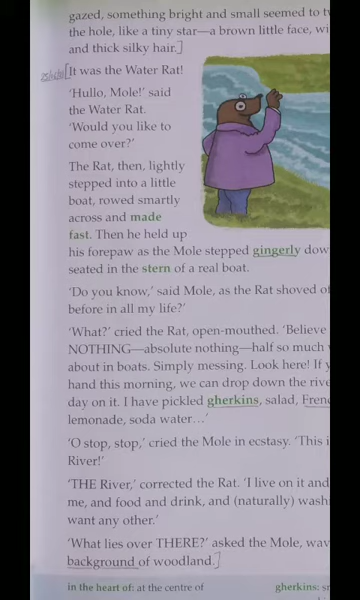 gazed, something bright and small seemed to
the hole, like a tiny star—a brown little face,
and thick silky hair.]
[It was the Water Rat!
‘Hullo, Mole!’ said
the Water Rat.
‘Would you like to
come over?’
The Rat, then, lightly
stepped into a little
boat, rowed smartly
across and made
fast. Then he held up
his forepaw as the Mole stepped gingerly
seated in the stern of a real boat.
‘Do you know,’ said Mole, as the Rat shoved
before in all my life?’
‘What?’ cried the Rat, open-mouthed. ‘Believe
NOTHING—absolute nothing—half so much
about in boats. Simply messing. Look here! If
hand this morning, we can drop down the
day on it. I have pickled gherkins, salad,
lemonade, soda water…’
‘O stop, stop,’ cried the Mole in ecstasy. ‘This
River!’
‘THE River,’ corrected the Rat. ‘I live on it and
me, and food and drink, and (naturally) wash
want any other.’
‘What lies over THERE?’ asked the Mole,
background of woodland.]
in the heart of: at the centre of
gherkins: